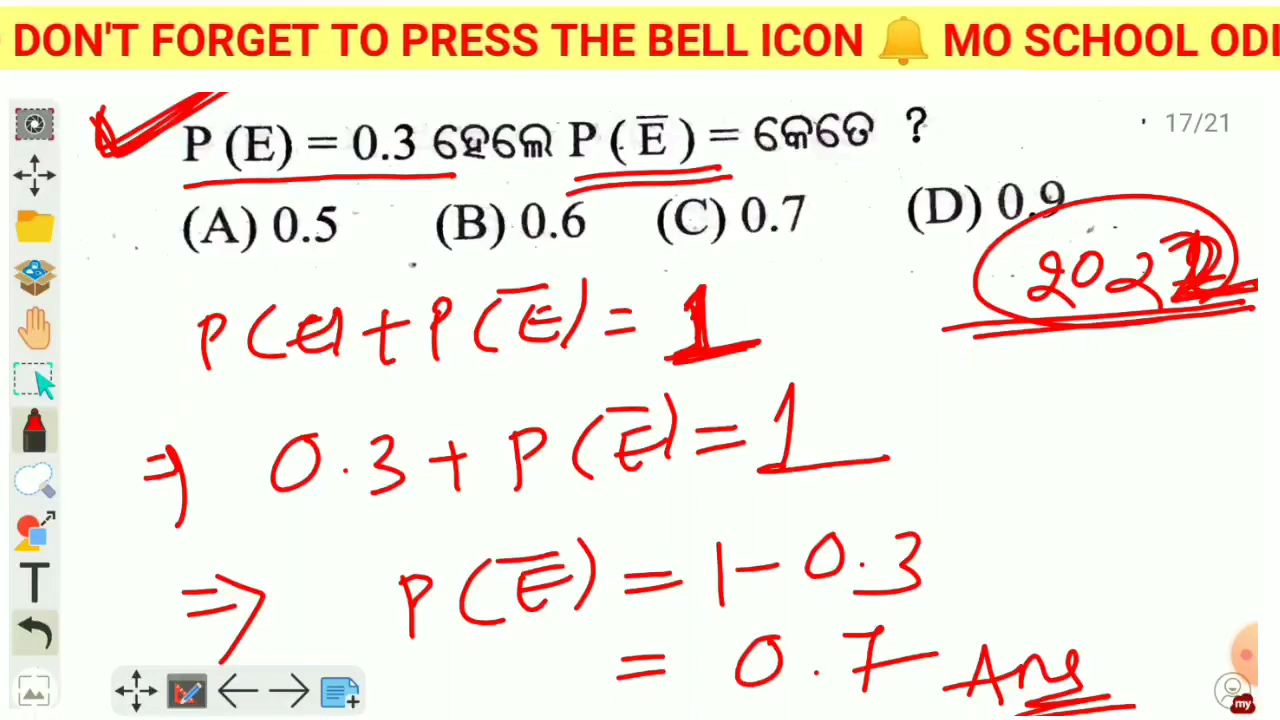 DON'T FORGET TO PRESS THE BELL ICON 🔔 MO SCHOOL ODI
17/21
P (E) = 0.3 ହେଲେ P ( E̅ ) = କେତେ ?
(A) 0.5 (B) 0.6 (C) 0.7 (D) 0.9
2022
P(E) + P(E̅) = 1
⇒ 0.3 + P(E̅) = 1
⇒ P(E̅) = 1 - 0.3
= 0.7 Ans
T
my